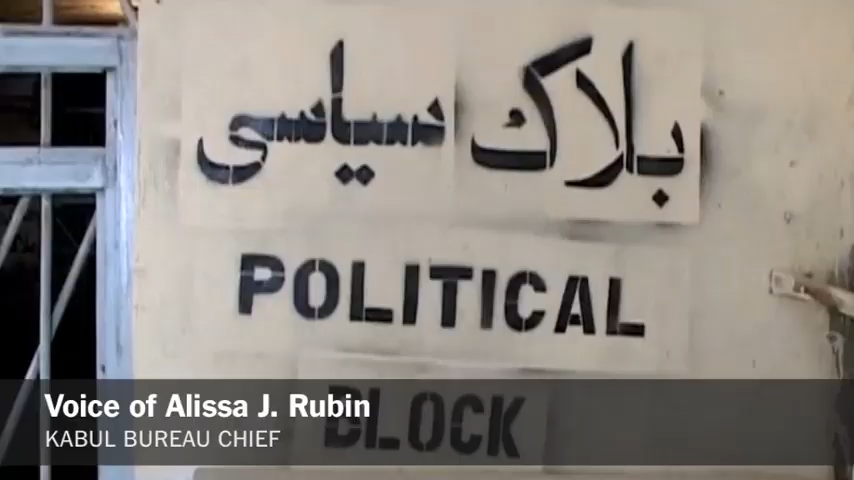 بلاک سیاسی
POLITICAL
BLOCK
Voice of Alissa J. Rubin
KABUL BUREAU CHIEF